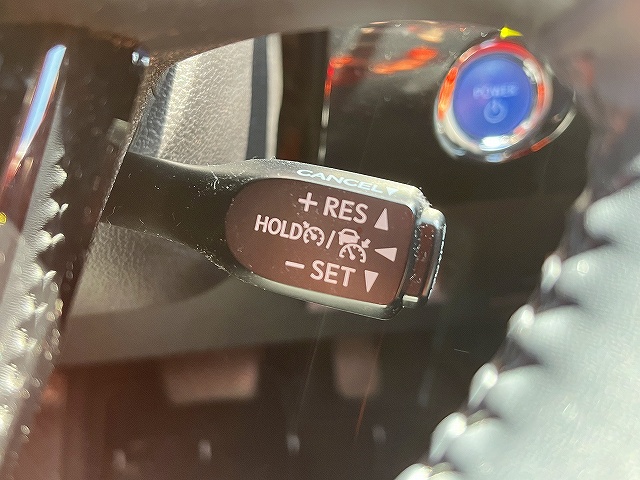 POWER
CANCEL▼
+ RES ▲
HOLD / ◀
− SET ▼